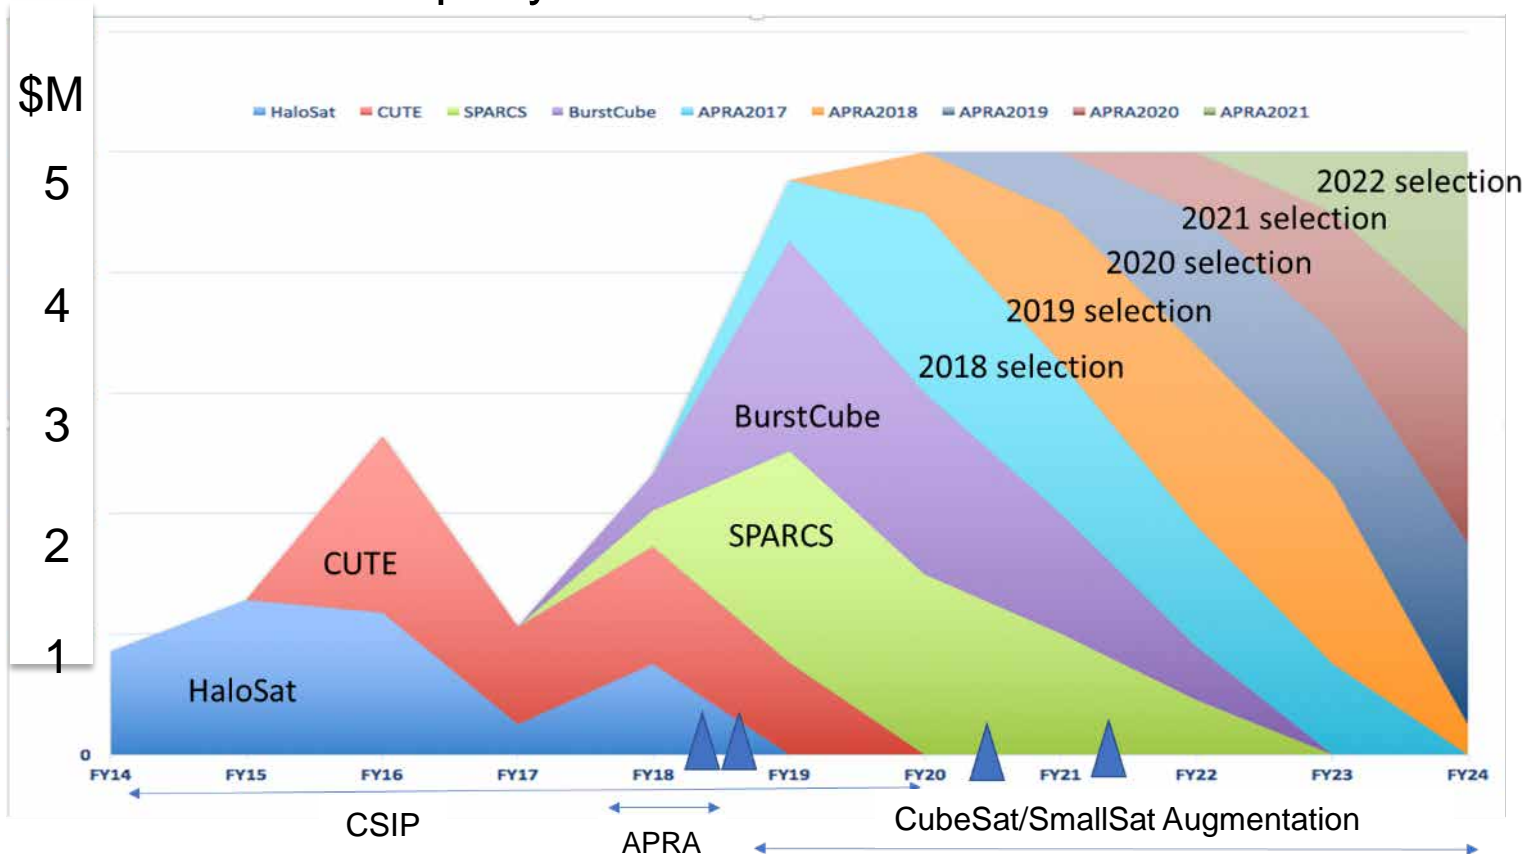 $M
HaloSat CUTE SPARCS BurstCube APRA2017 APRA2018 APRA2019 APRA2020 APRA2021
5
4
3
2
1
0
2022 selection
2021 selection
2020 selection
2019 selection
2018 selection
BurstCube
SPARCS
CUTE
HaloSat
FY14 FY15 FY16 FY17 FY18 FY19 FY20 FY21 FY22 FY23 FY24
CSIP
APRA
CubeSat/SmallSat Augmentation